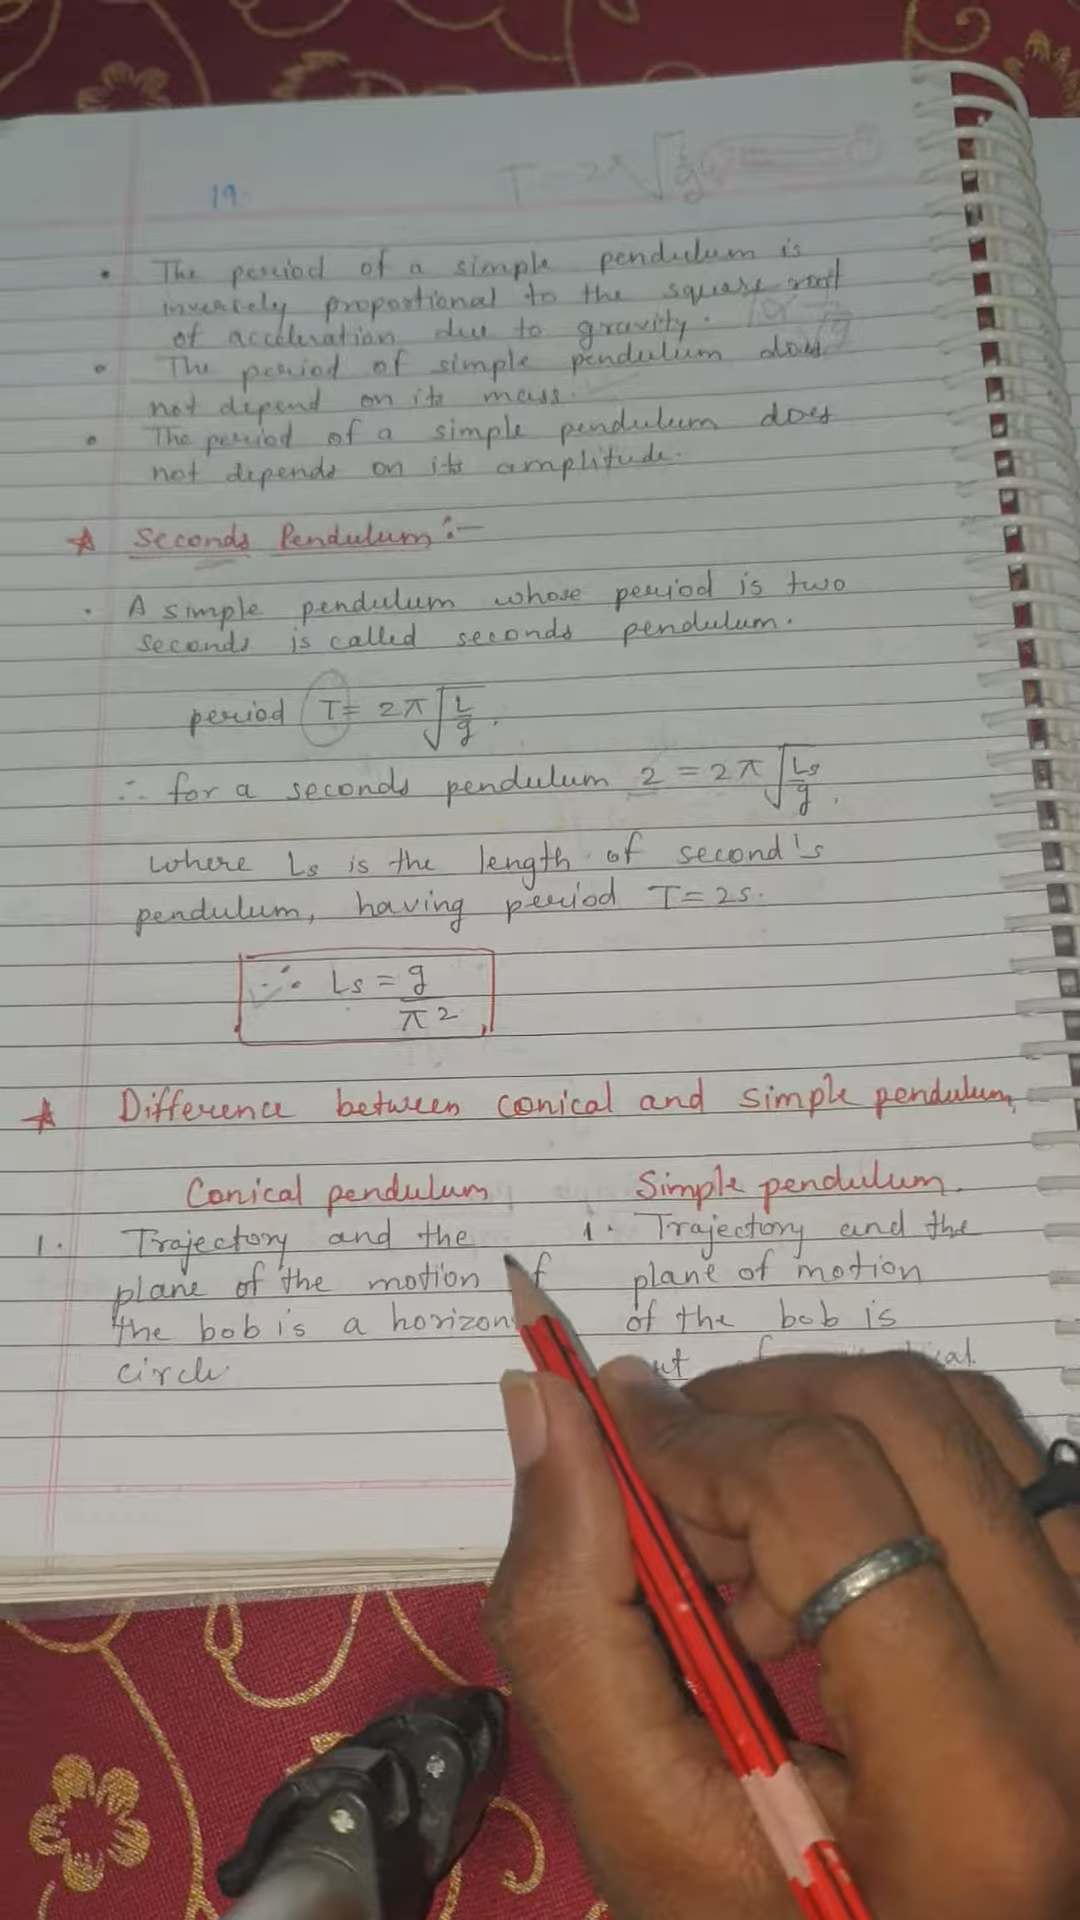 19.
T = 2π√
• The period of a simple pendulum is
inversely proportional to the square root
of acceleration due to gravity.
• The period of simple pendulum does
not depend on its mass.
• The period of a simple pendulum does
not depends on its amplitude.
★ Seconds Pendulum :-
• A simple pendulum whose period is two
seconds is called seconds pendulum.
period T = 2π √L/g.
∴ for a seconds pendulum 2 = 2π √Ls/g.
where Ls is the length of second's
pendulum, having period T = 2s.
∴ Ls = g/π²
★ Difference between conical and simple pendulum,
Conical pendulum
1. Trajectory and the
plane of the motion of
the bob is a horizon
circle
Simple pendulum.
1. Trajectory and the
plane of motion
of the bob is